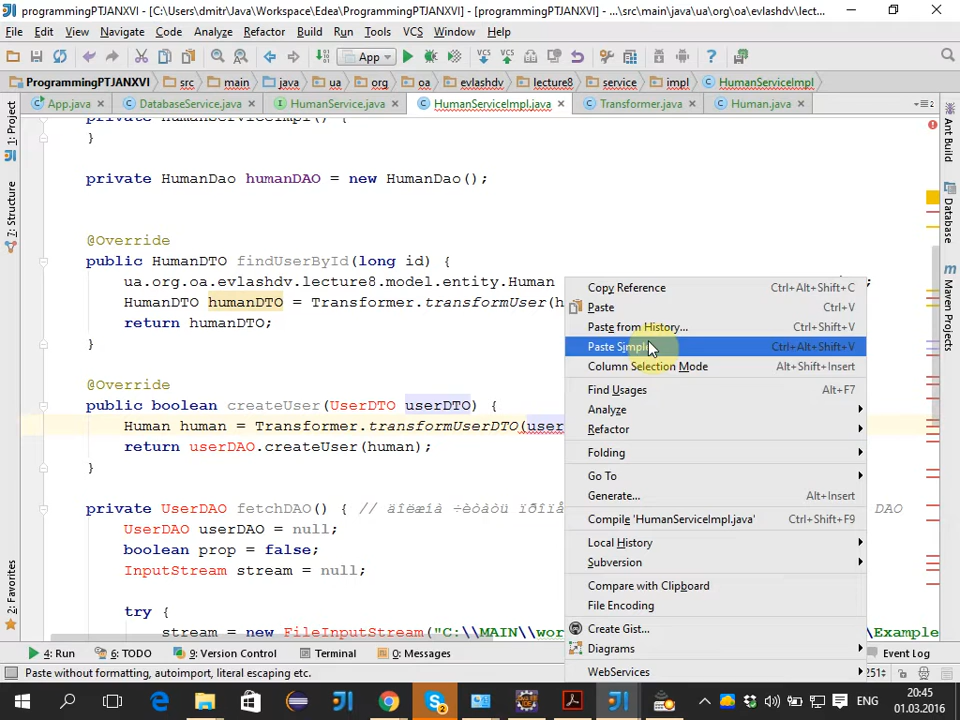 programmingPTJANXVI - [C:\Users\dmitr\Java\Workspace\Edea\ProgrammingPTJANXVI] - [programmingPTJANXVI] - ...\src\main\java\ua\org\oa\evlashdv\lect...
File Edit View Navigate Code Analyze Refactor Build Run Tools VCS Window Help
App
ProgrammingPTJANXVI src main java ua org oa evlashdv lecture8 service impl HumanServiceImpl
App.java DatabaseService.java HumanService.java HumanServiceImpl.java Transformer.java Human.java
private HumanServiceImpl() {
}
private HumanDao humanDAO = new HumanDao();
@Override
public HumanDTO findUserById(long id) {
ua.org.oa.evlashdv.lecture8.model.entity.Human
HumanDTO humanDTO = Transformer.transformUser(h
return humanDTO;
}
@Override
public boolean createUser(UserDTO userDTO) {
Human human = Transformer.transformUserDTO(user
return userDAO.createUser(human);
}
private UserDAO fetchDAO() { // äîëæíà ÷èòàòü ïðîïå DAO
UserDAO userDAO = null;
boolean prop = false;
InputStream stream = null;
try {
stream = new FileInputStream("C:\\MAIN\\wor \Example
Copy Reference Ctrl+Alt+Shift+C
Paste Ctrl+V
Paste from History... Ctrl+Shift+V
Paste Simple Ctrl+Alt+Shift+V
Column Selection Mode Alt+Shift+Insert
Find Usages Alt+F7
Analyze
Refactor
Folding
Go To
Generate... Alt+Insert
Compile 'HumanServiceImpl.java' Ctrl+Shift+F9
Local History
Subversion
Compare with Clipboard
File Encoding
Create Gist...
Diagrams
WebServices
1: Project
7: Structure
2: Favorites
Ant Build
Database
Maven Projects
4: Run 6: TODO 9: Version Control Terminal 0: Messages Event Log
Paste without formatting, autoimport, literal escaping etc. 251
ENG
20:45
01.03.2016